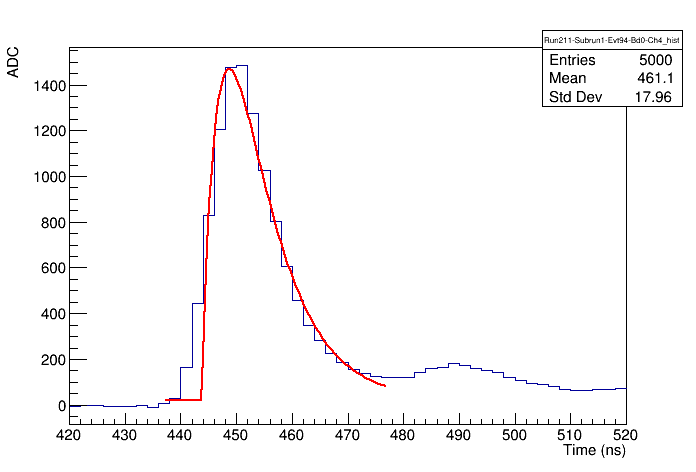 Run211-Subrun1-Evt94-Bd0-Ch4_hist
Entries 5000
Mean 461.1
Std Dev 17.96
ADC
1400
1200
1000
800
600
400
200
0
420 430 440 450 460 470 480 490 500 510 520
Time (ns)